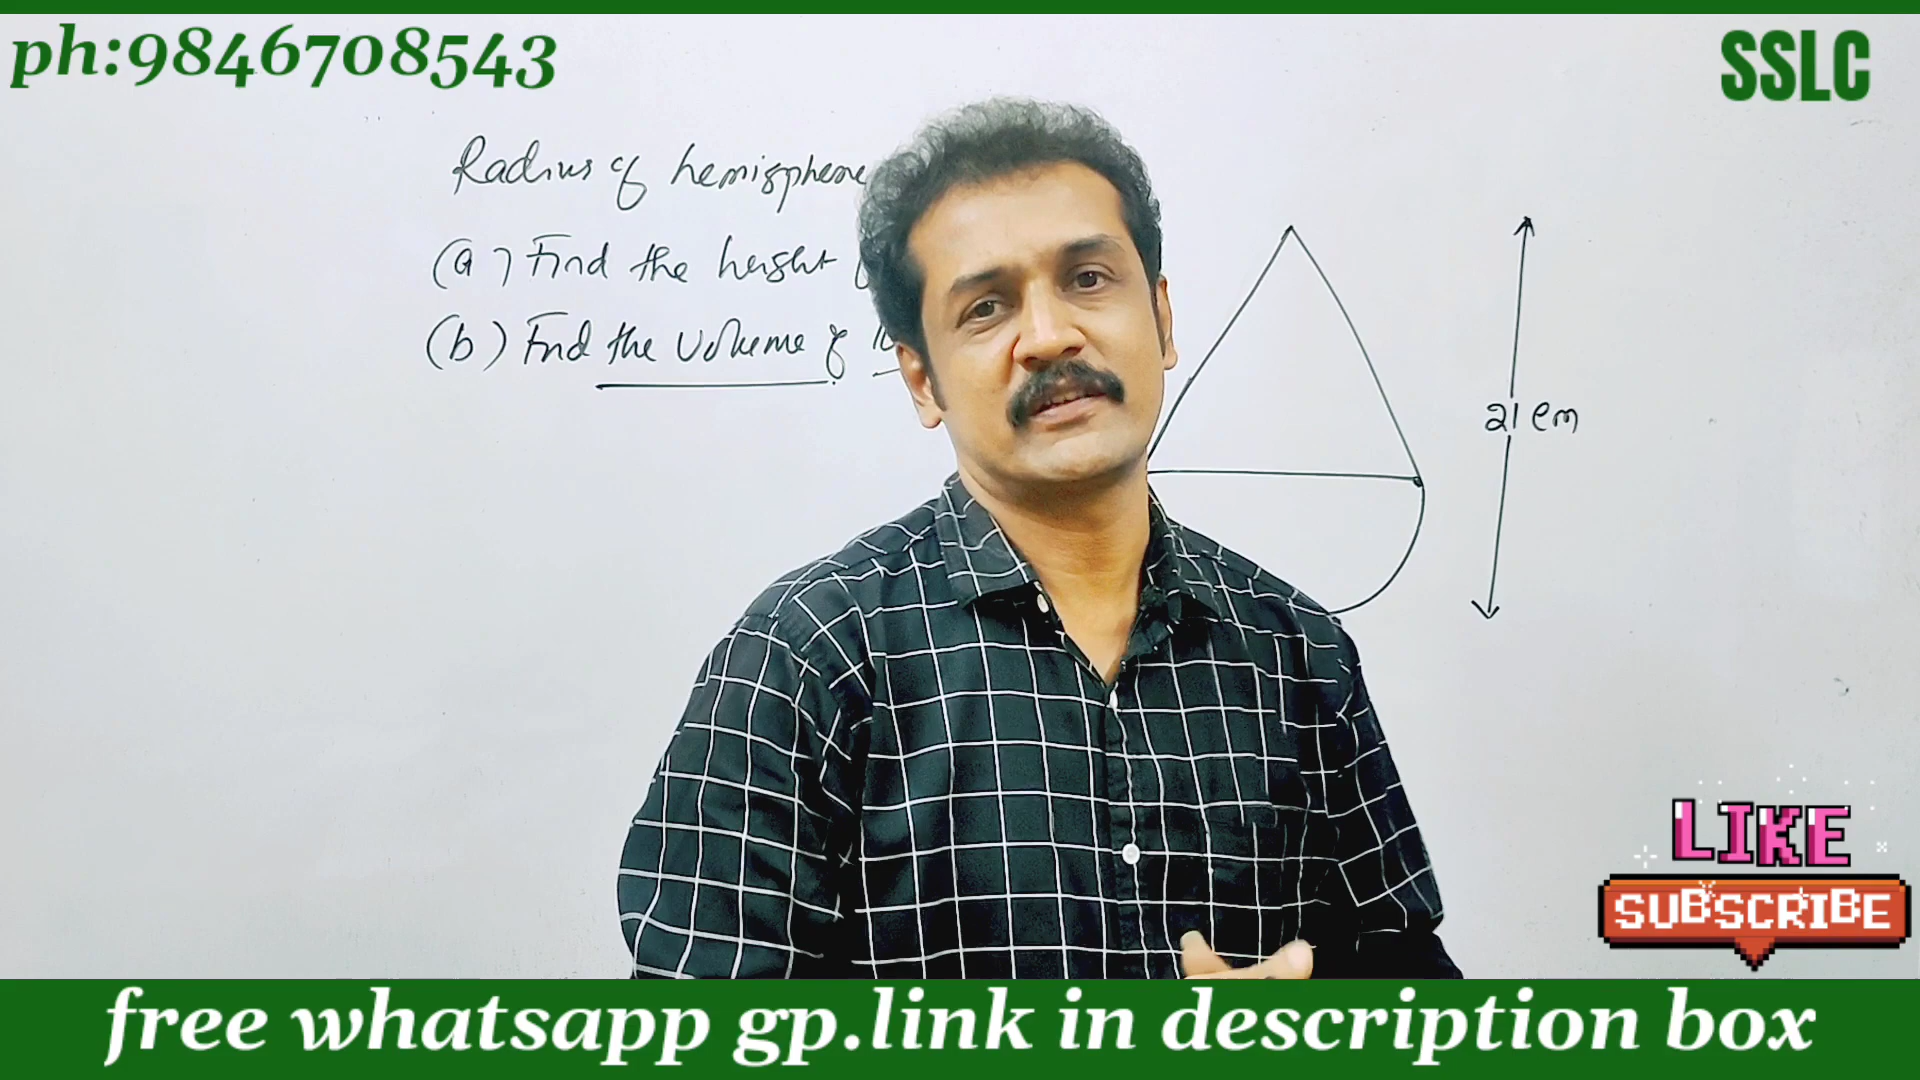 ph:9846708543
SSLC
Radius of hemisphere
(a) Find the height
(b) Find the volume of
21 cm
LIKE
SUBSCRIBE
free whatsapp gp.link in description box